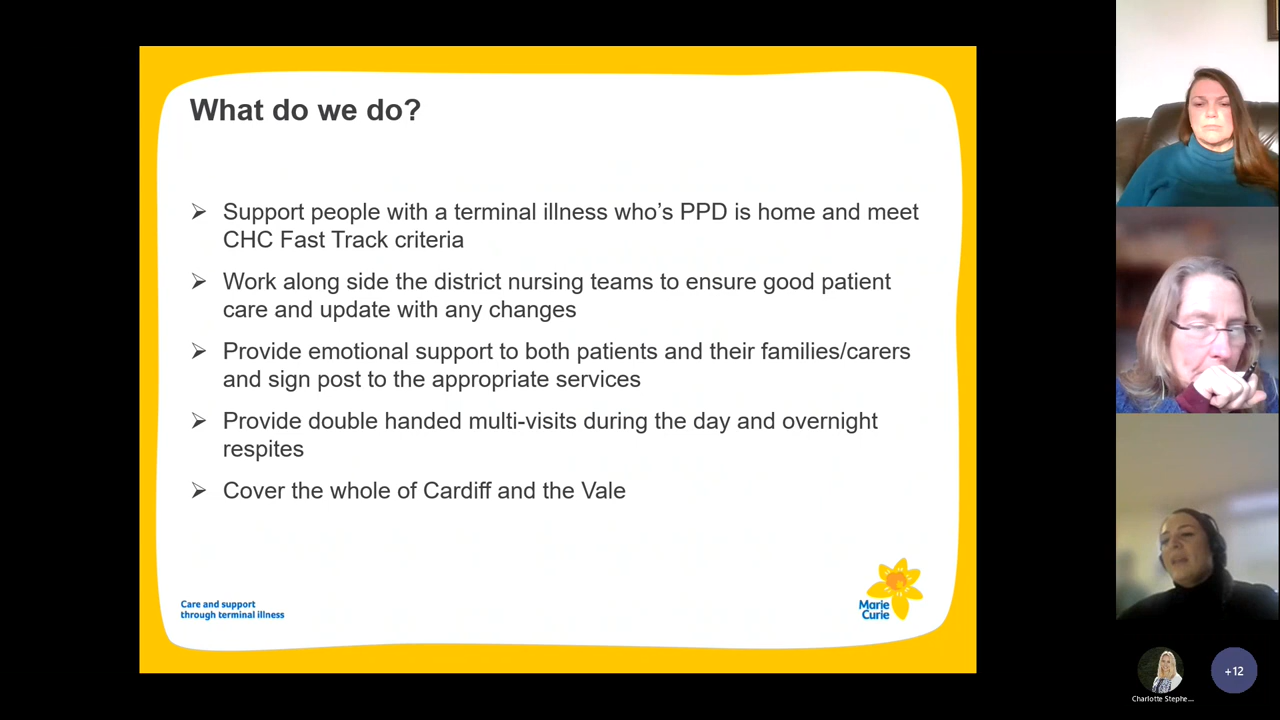 What do we do?
Support people with a terminal illness who's PPD is home and meet
CHC Fast Track criteria
Work along side the district nursing teams to ensure good patient
care and update with any changes
Provide emotional support to both patients and their families/carers
and sign post to the appropriate services
Provide double handed multi-visits during the day and overnight
respites
Cover the whole of Cardiff and the Vale
Care and support
through terminal illness
Marie
Curie
Charlotte Stephe...
+12